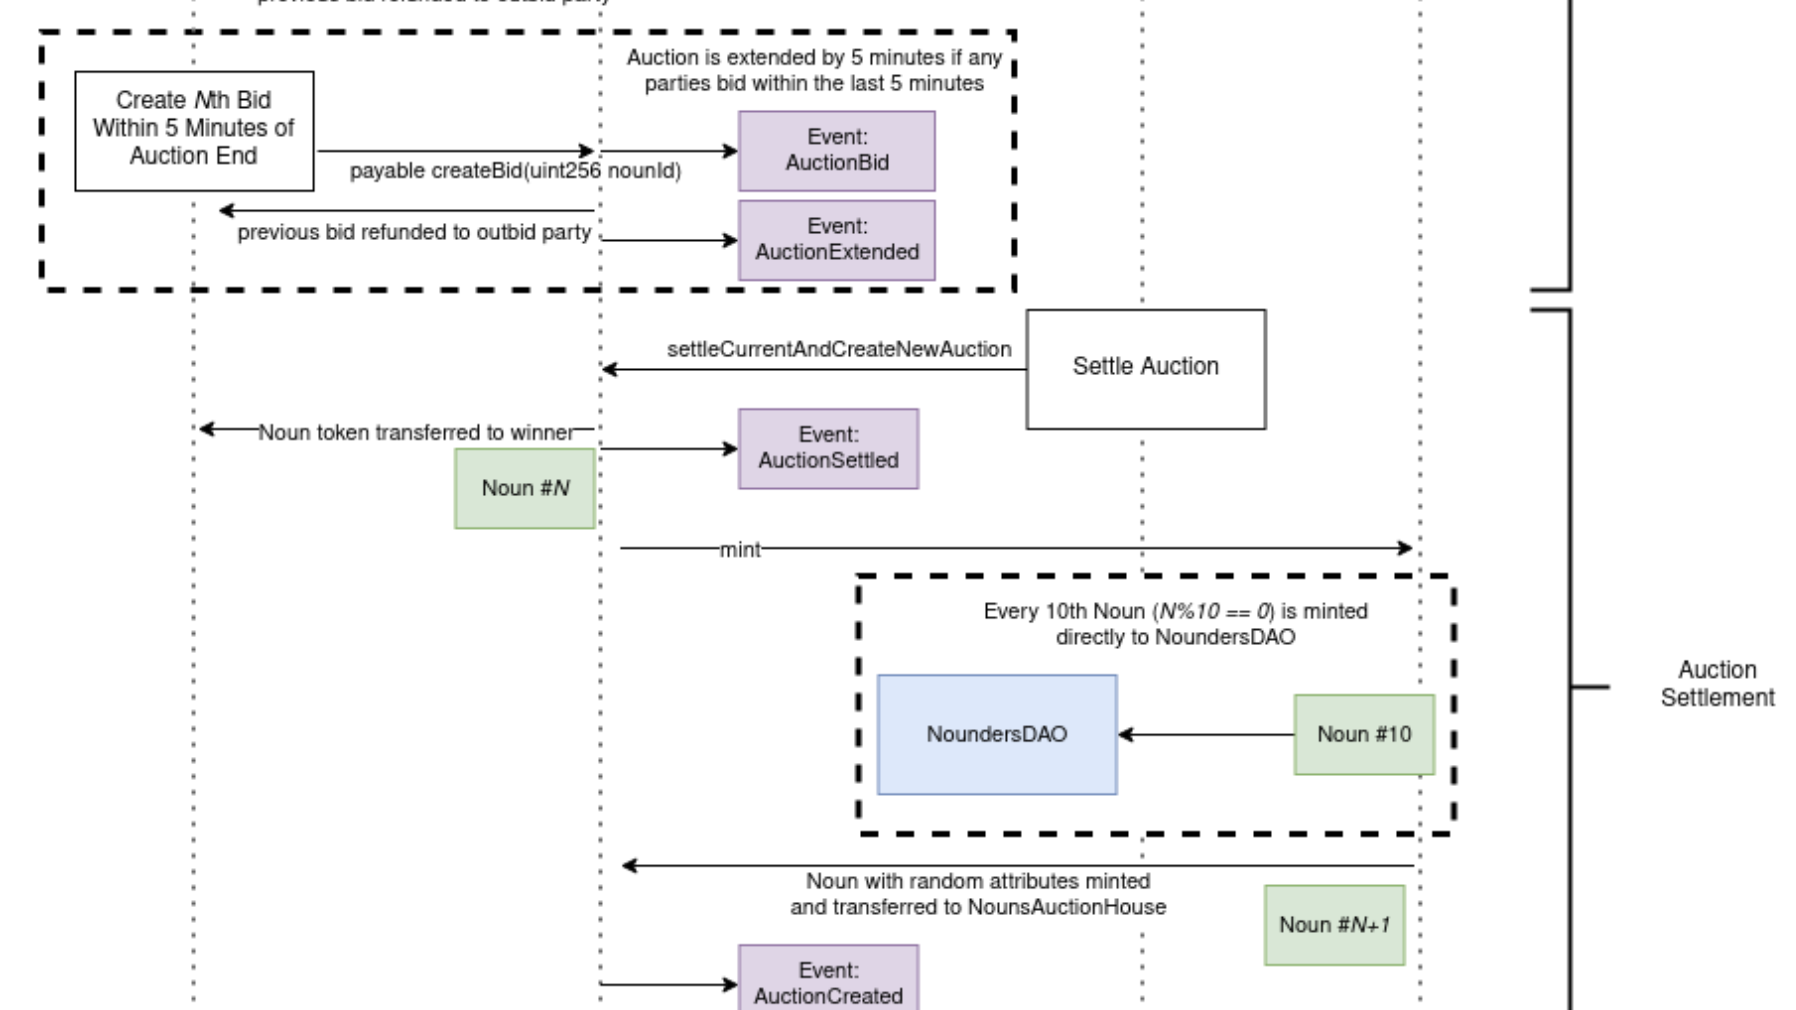 previous bid refunded to outbid party
Auction is extended by 5 minutes if any
parties bid within the last 5 minutes
Create Nth Bid
Within 5 Minutes of
Auction End
payable createBid(uint256 nounId)
Event:
AuctionBid
previous bid refunded to outbid party
Event:
AuctionExtended
settleCurrentAndCreateNewAuction
Settle Auction
Noun token transferred to winner
Event:
AuctionSettled
Noun #N
mint
Every 10th Noun (N%10 == 0) is minted
directly to NoundersDAO
NoundersDAO
Noun #10
Auction
Settlement
Noun with random attributes minted
and transferred to NounsAuctionHouse
Noun #N+1
Event:
AuctionCreated